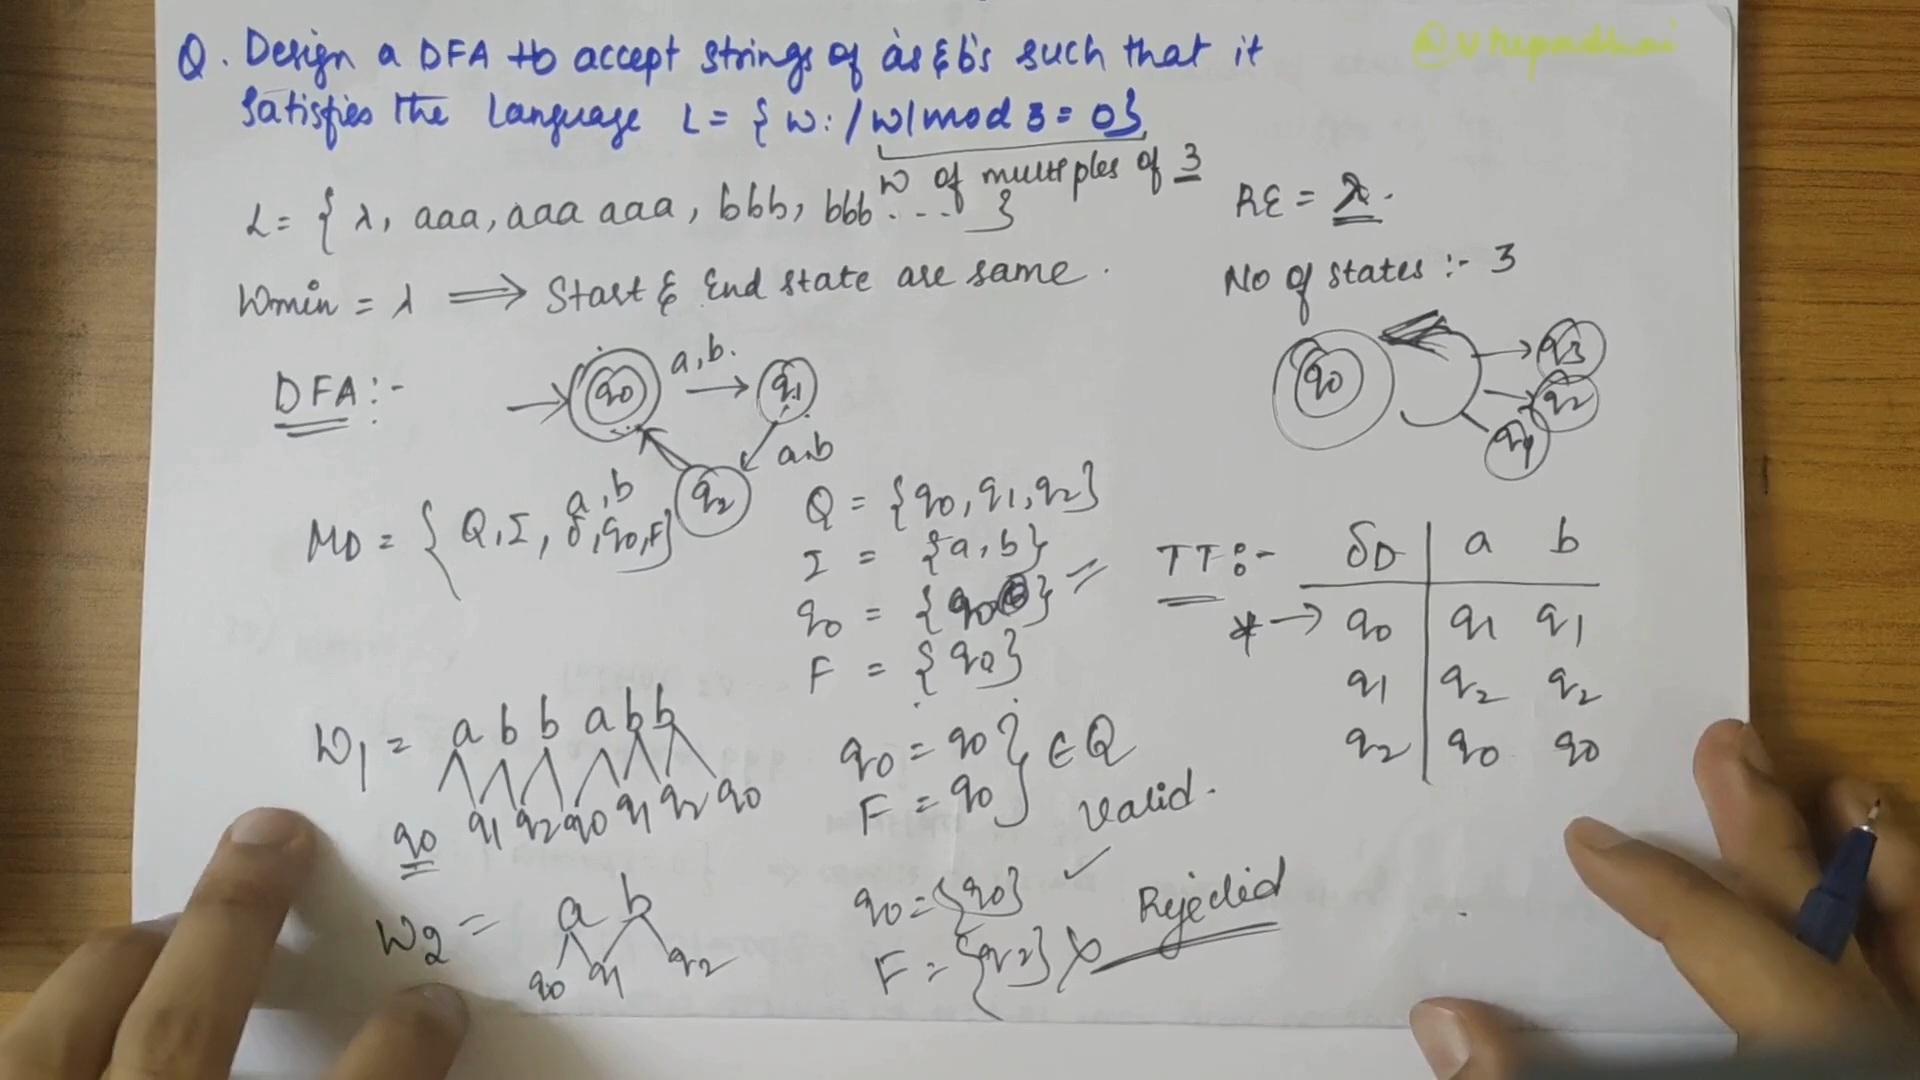 Q. Design a DFA to accept strings of a's & b's such that it
satisfies the Language L = {w : |w| mod 3 = 0}
w of multiples of 3
L = { λ, aaa, aaa aaa, bbb, bbb .... }
RE = λ.
Wmin = λ ⟹ Start & End state are same.
No of states :- 3
DFA :-
q0 a,b. q1
a,b
q2
a,b
q0 q3
q2
q4
MD = { Q, Σ, δ, q0, F }
Q = {q0, q1, q2}
Σ = {a, b}
q0 = {q0}
F = {q0}
TT :-
δD | a b
* → q0 | q1 q1
q1 | q2 q2
q2 | q0 q0
W1 = a b b a b b
q0 q1 q2 q0 q1 q2 q0
q0 = q0 } ∈ Q
F = q0
Valid.
W2 = a b
q0 q1 q2
q0 = {q0} ✓
F = {q2} ×
Rejected